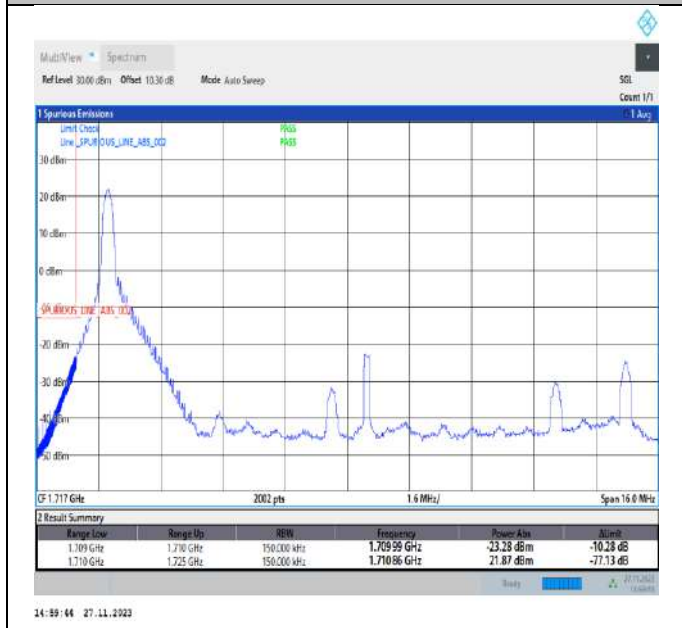 MultiView Spectrum
Ref Level 30.00 dBm Offset 10.30 dB Mode Auto Sweep SGL
Count 1/1
1 Spurious Emissions 1 Avg
Limit Check PASS
Line _SPURIOUS_LINE_ABS_002 PASS
30 dBm
20 dBm
10 dBm
0 dBm
_SPURIOUS_LINE_ABS_002
-20 dBm
-30 dBm
-40 dBm
-50 dBm
CF 1.717 GHz 2002 pts 1.6 MHz/ Span 16.0 MHz
2 Result Summary
Range Low Range Up RBW Frequency Power Abs ΔLimit
1.709 GHz 1.710 GHz 150.000 kHz 1.70999 GHz -23.28 dBm -10.28 dB
1.710 GHz 1.725 GHz 150.000 kHz 1.71086 GHz 21.87 dBm -77.13 dB
Ready 27.11.2023
14:59:44 27.11.2023